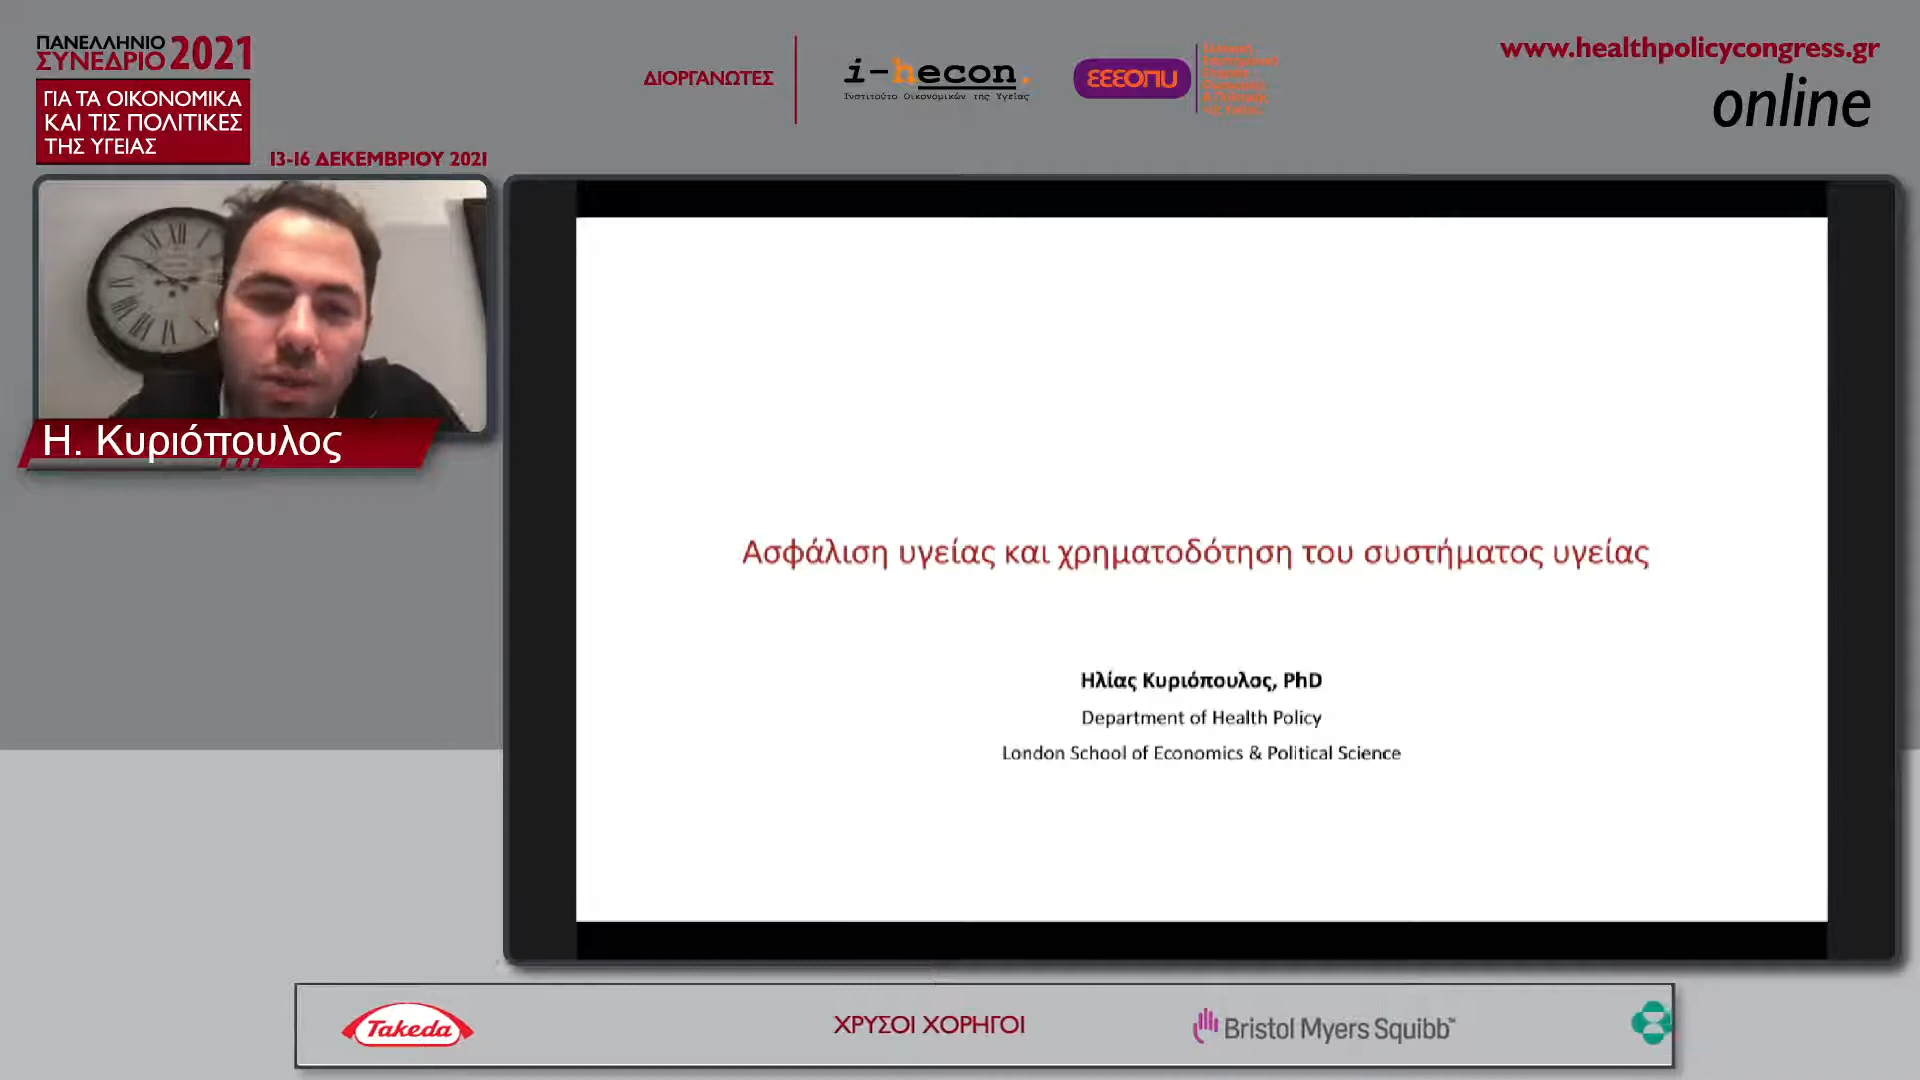 ΠΑΝΕΛΛΗΝΙΟ
ΣΥΝΕΔΡΙΟ 2021
ΓΙΑ ΤΑ ΟΙΚΟΝΟΜΙΚΑ
ΚΑΙ ΤΙΣ ΠΟΛΙΤΙΚΕΣ
ΤΗΣ ΥΓΕΙΑΣ
13-16 ΔΕΚΕΜΒΡΙΟΥ 2021
ΔΙΟΡΓΑΝΩΤΕΣ
i-hecon.
Ινστιτούτο Οικονομικών της Υγείας
εεεοπυ
www.healthpolicycongress.gr
online
Η. Κυριόπουλος
Ασφάλιση υγείας και χρηματοδότηση του συστήματος υγείας
Ηλίας Κυριόπουλος, PhD
Department of Health Policy
London School of Economics & Political Science
Takeda
ΧΡΥΣΟΙ ΧΟΡΗΓΟΙ
Bristol Myers Squibb™